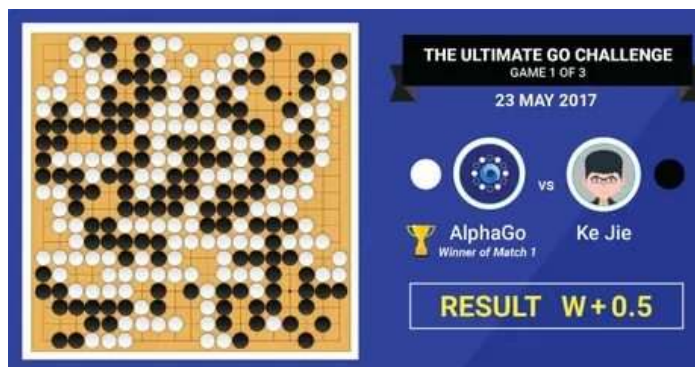 THE ULTIMATE GO CHALLENGE
GAME 1 OF 3
23 MAY 2017
vs
AlphaGo
Winner of Match 1
Ke Jie
RESULT W + 0.5